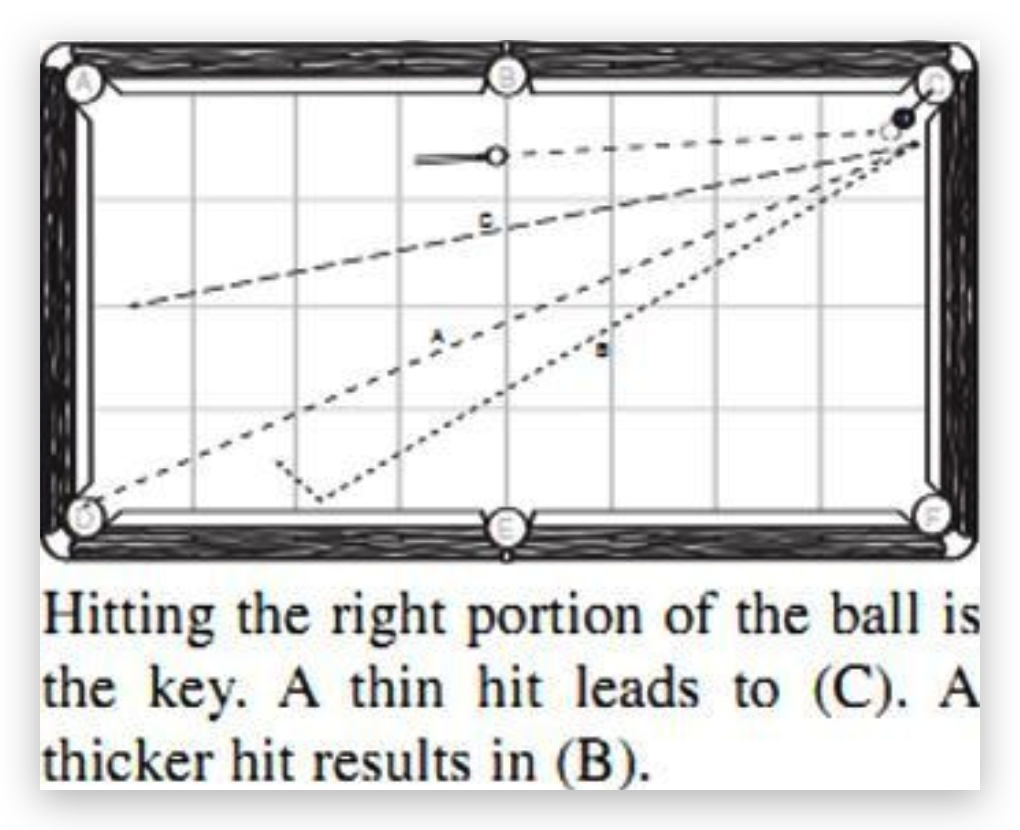 A B C
C
A
B
D E F
Hitting the right portion of the ball is
the key. A thin hit leads to (C). A
thicker hit results in (B).